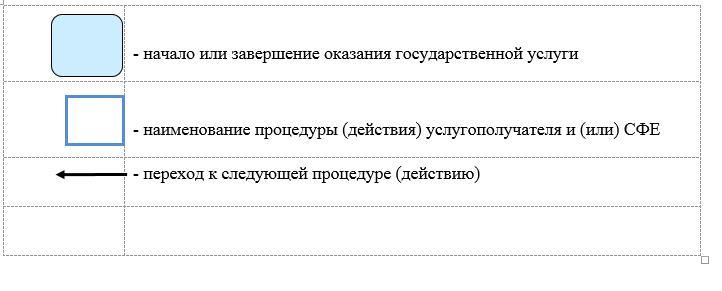 - начало или завершение оказания государственной услуги
- наименование процедуры (действия) услугополучателя и (или) СФЕ
- переход к следующей процедуре (действию)